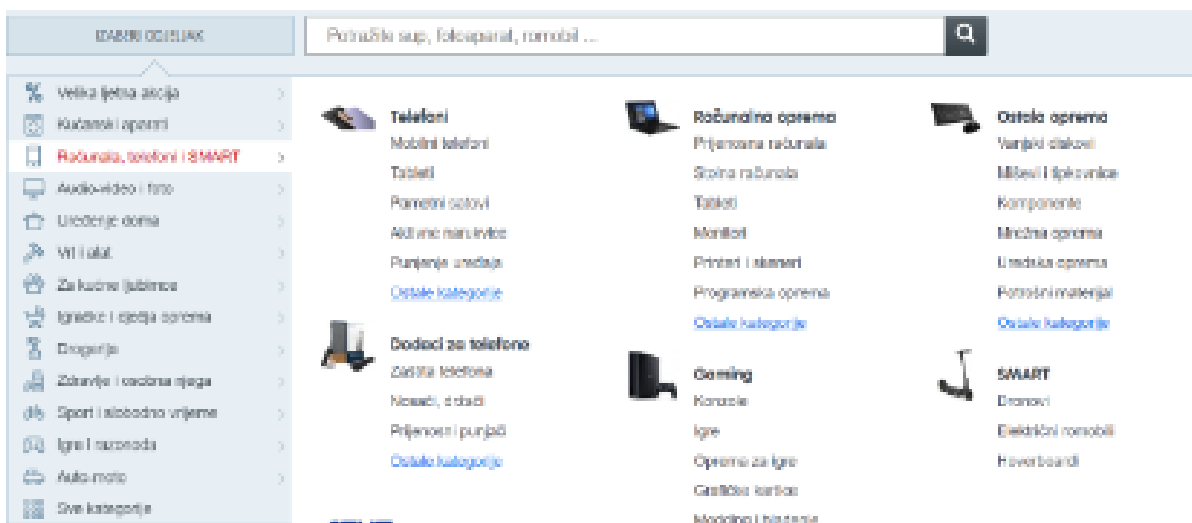 IZABERI ODJELJAK
Potražite sup, fotoaparat, romobil ...
Velika ljetna akcija
Kućanski aparati
Računala, telefoni i SMART
Audio-video i foto
Uređenje doma
Vrt i alat
Za kućne ljubimce
Igračke i dječja oprema
Drogerija
Zdravlje i osobna njega
Sport i slobodno vrijeme
Igre i razonoda
Auto-moto
Sve kategorije
Telefoni
Mobilni telefoni
Tableti
Pametni satovi
Aktivne narukvice
Punjenje uređaja
Ostale kategorije
Dodaci za telefone
Zaštita telefona
Nosači, držači
Prijenosni punjači
Ostale kategorije
Računalna oprema
Prijenosna računala
Stolna računala
Tableti
Monitori
Printeri i skeneri
Programska oprema
Ostale kategorije
Gaming
Konzole
Igre
Oprema za igre
Grafičke kartice
Modding i hlađenje
Ostala oprema
Vanjski diskovi
Miševi i tipkovnice
Komponente
Mrežna oprema
Uredska oprema
Potrošni materijal
Ostale kategorije
SMART
Dronovi
Električni romobili
Hoverboardi